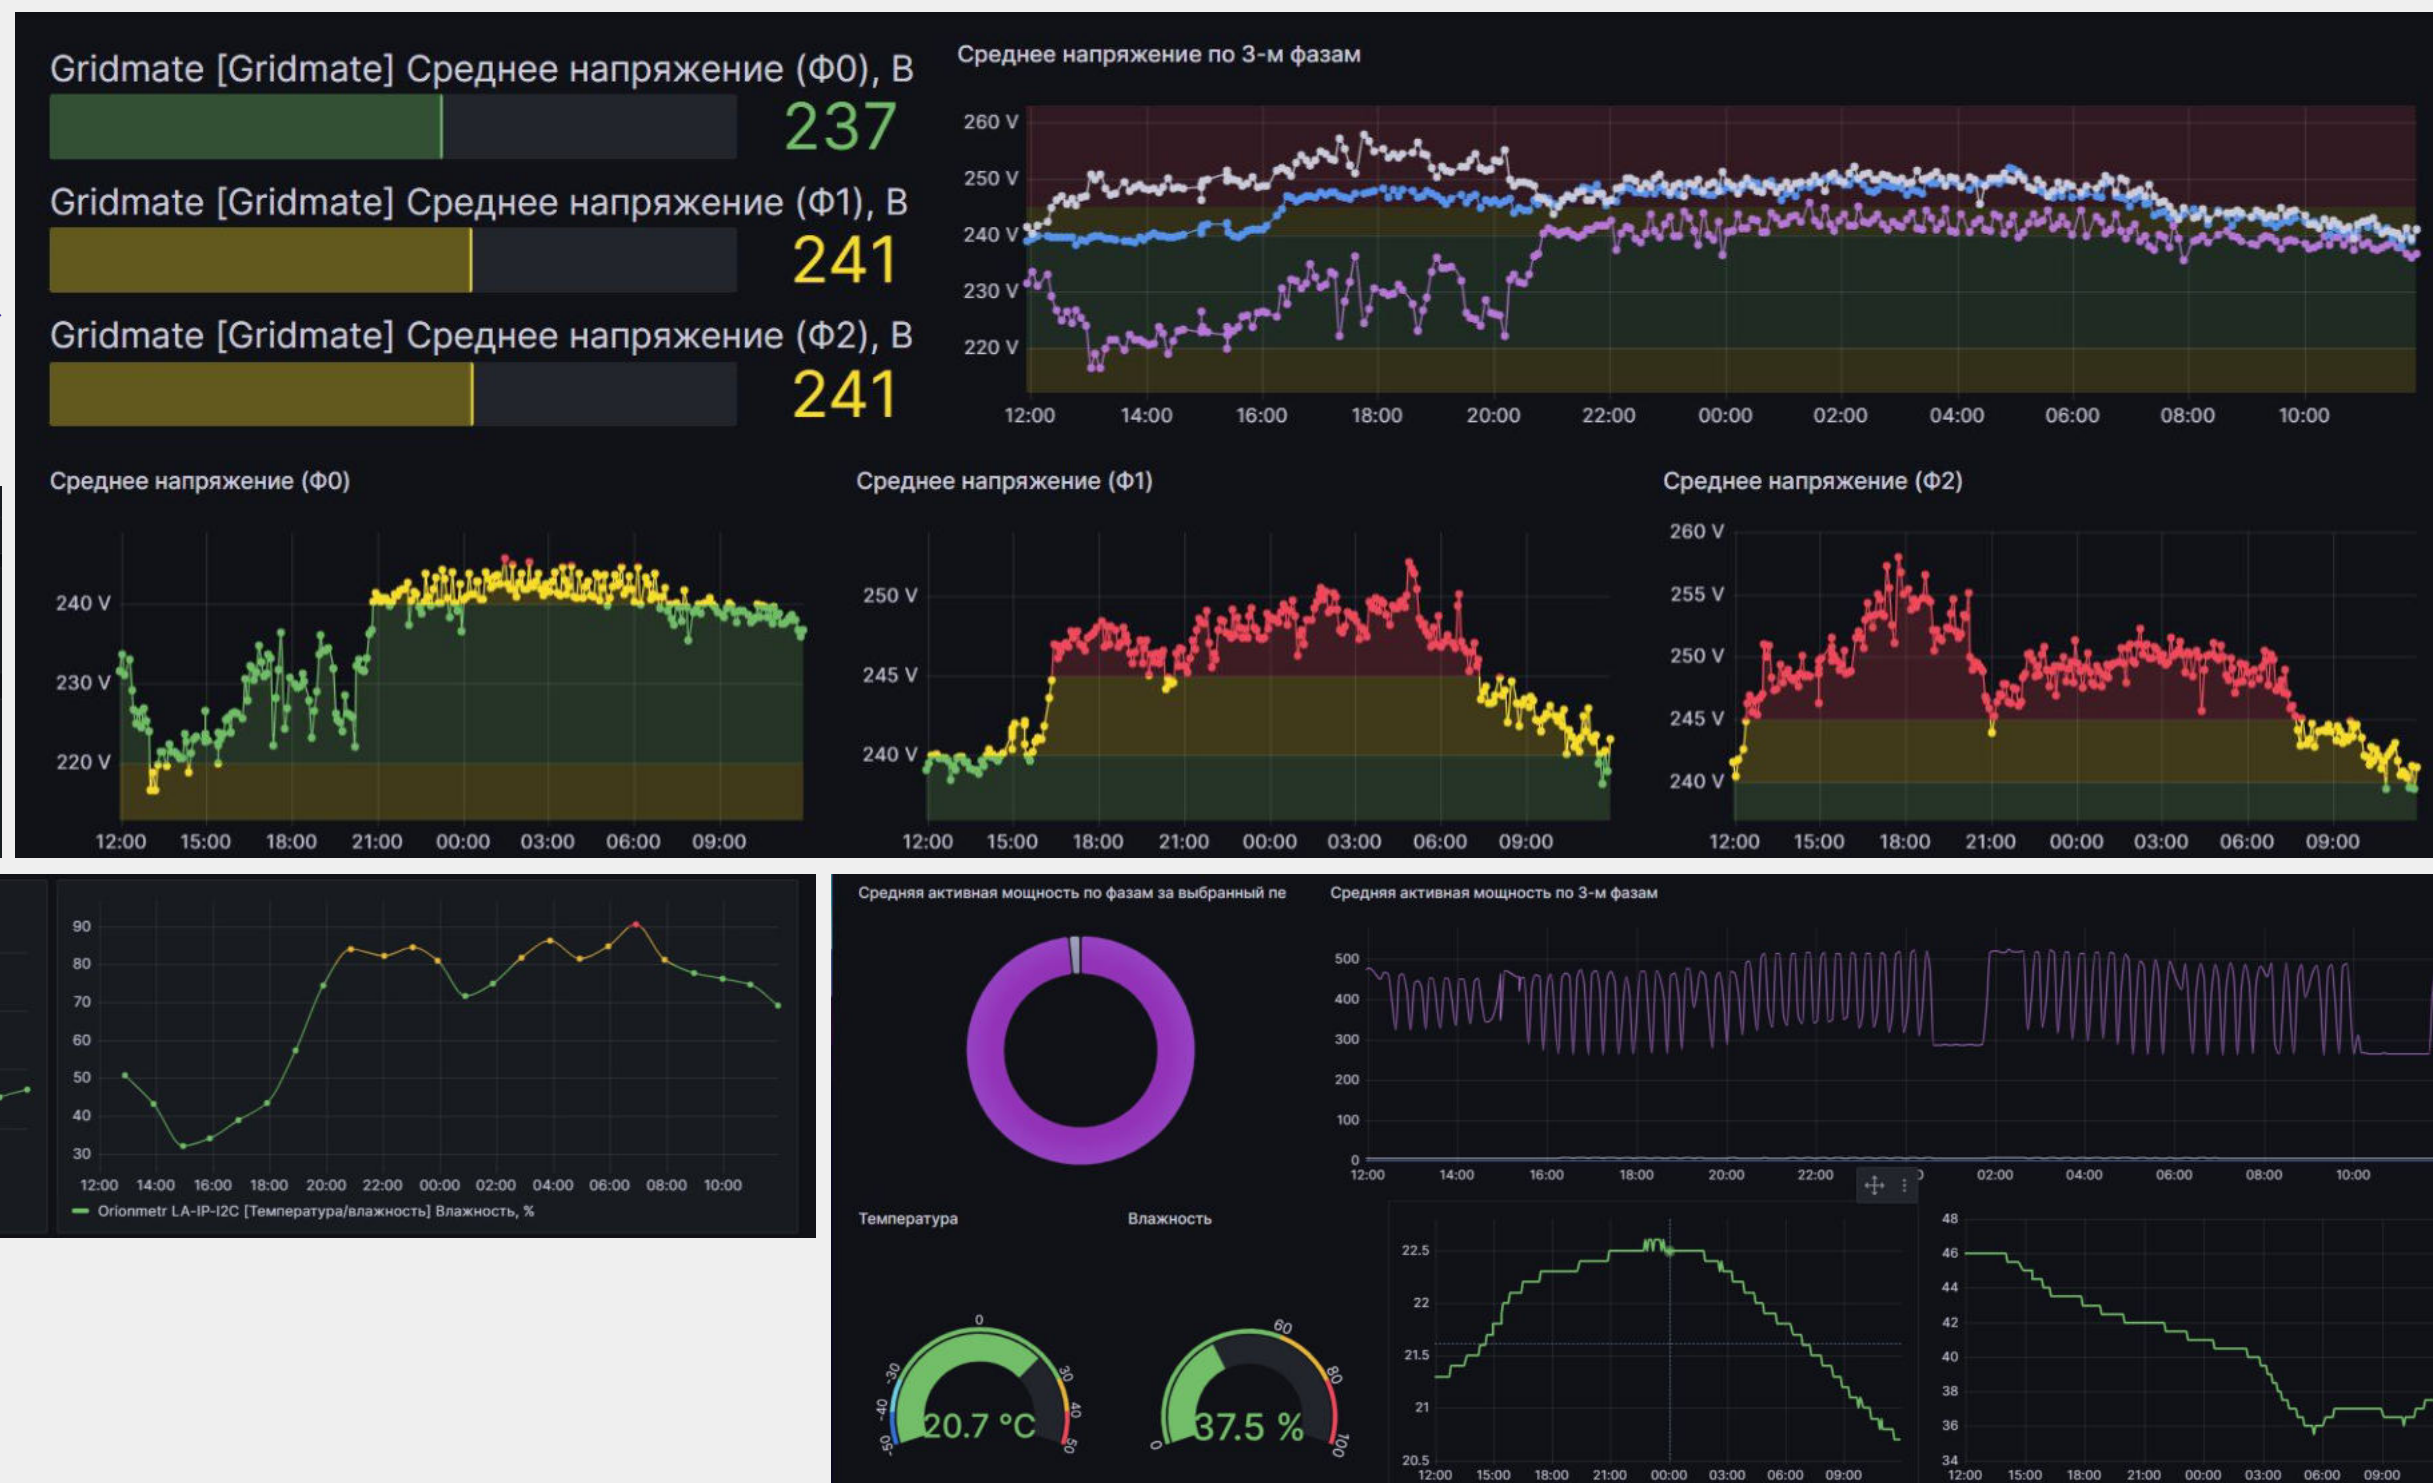 Gridmate [Gridmate] Среднее напряжение (Ф0), В
237
Gridmate [Gridmate] Среднее напряжение (Ф1), В
241
Gridmate [Gridmate] Среднее напряжение (Ф2), В
241
Среднее напряжение по 3-м фазам
260 V
250 V
240 V
230 V
220 V
12:00 14:00 16:00 18:00 20:00 22:00 00:00 02:00 04:00 06:00 08:00 10:00
Среднее напряжение (Ф0)
240 V
230 V
220 V
12:00 15:00 18:00 21:00 00:00 03:00 06:00 09:00
Среднее напряжение (Ф1)
250 V
245 V
240 V
12:00 15:00 18:00 21:00 00:00 03:00 06:00 09:00
Среднее напряжение (Ф2)
260 V
255 V
250 V
245 V
240 V
12:00 15:00 18:00 21:00 00:00 03:00 06:00 09:00
90
80
70
60
50
40
30
12:00 14:00 16:00 18:00 20:00 22:00 00:00 02:00 04:00 06:00 08:00 10:00
Orionmetr LA-IP-I2C [Температура/влажность] Влажность, %
Средняя активная мощность по фазам за выбранный пе
Средняя активная мощность по 3-м фазам
500
400
300
200
100
0
12:00 14:00 16:00 18:00 20:00 22:00 02:00 04:00 06:00 08:00 10:00
Температура
-50 -40 -30 0 30 40 50
20.7 °C
Влажность
0 60 80 100
37.5 %
22.5
22
21.5
21
20.5
12:00 15:00 18:00 21:00 00:00 03:00 06:00 09:00
48
46
44
42
40
38
36
34
12:00 15:00 18:00 21:00 00:00 03:00 06:00 09:00